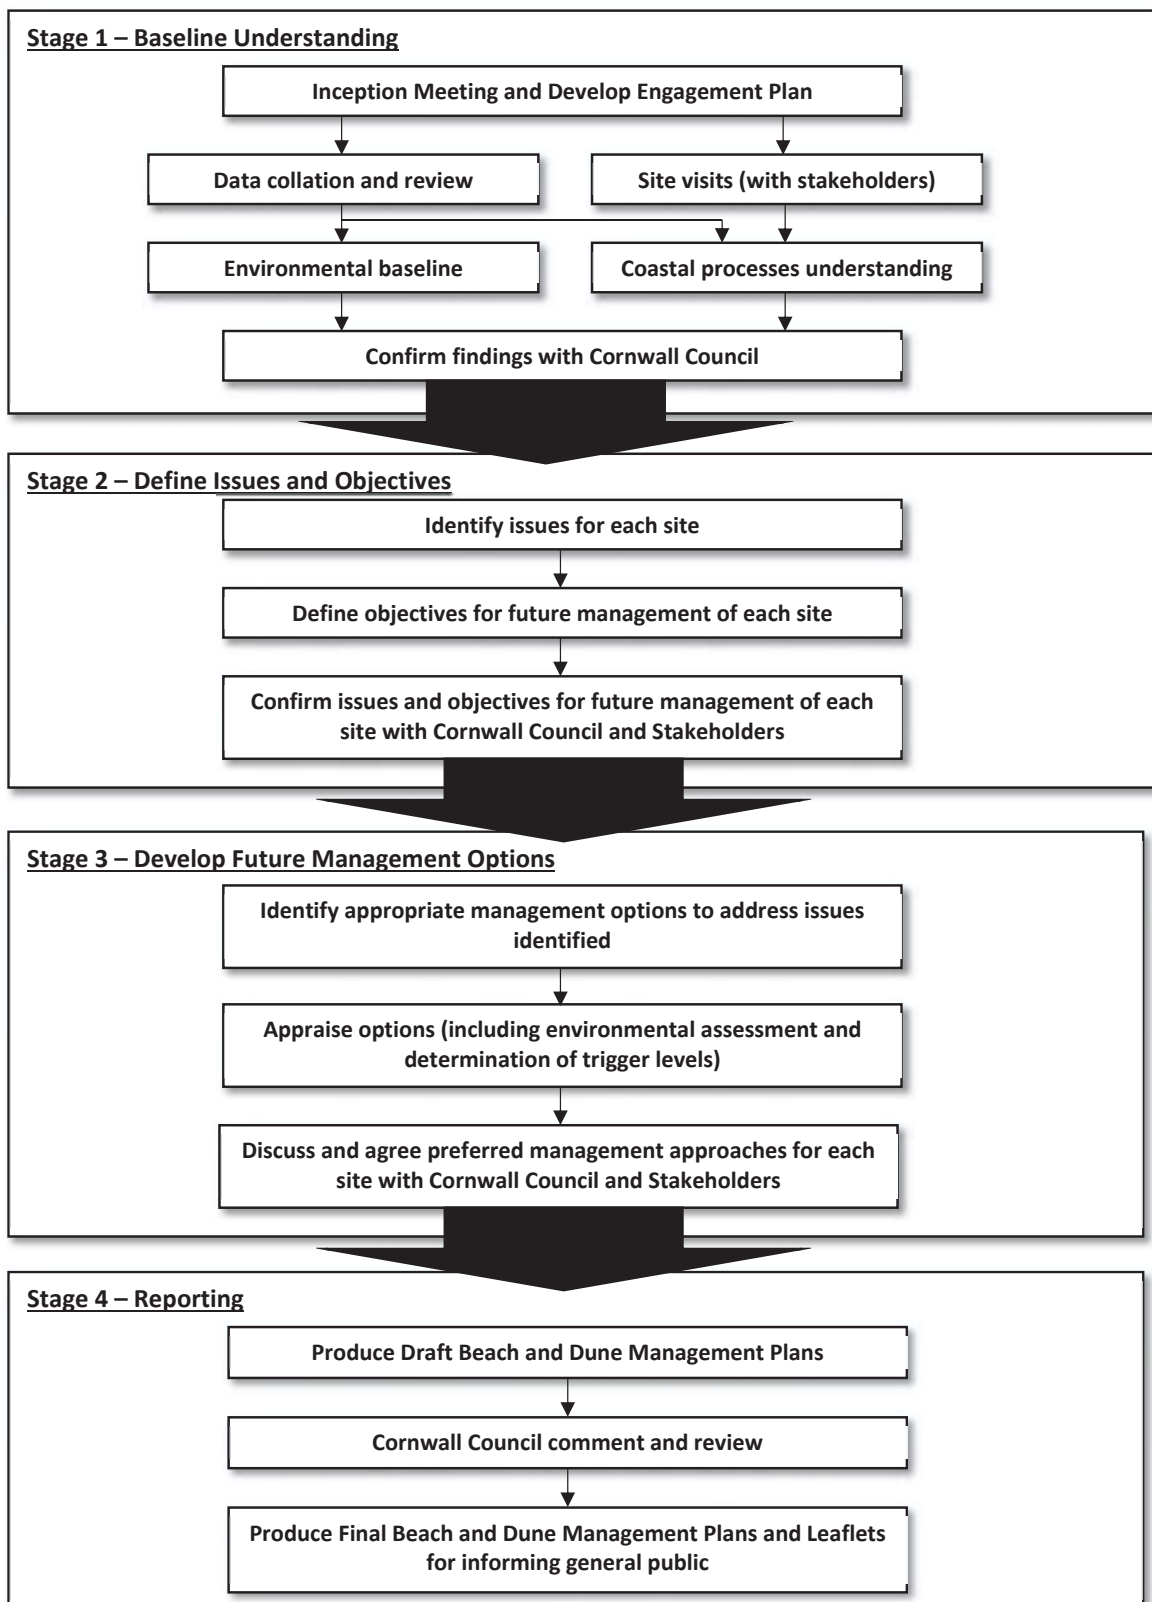 Stage 1 – Baseline Understanding
Inception Meeting and Develop Engagement Plan
Data collation and review
Site visits (with stakeholders)
Environmental baseline
Coastal processes understanding
Confirm findings with Cornwall Council
Stage 2 – Define Issues and Objectives
Identify issues for each site
Define objectives for future management of each site
Confirm issues and objectives for future management of each
site with Cornwall Council and Stakeholders
Stage 3 – Develop Future Management Options
Identify appropriate management options to address issues
identified
Appraise options (including environmental assessment and
determination of trigger levels)
Discuss and agree preferred management approaches for each
site with Cornwall Council and Stakeholders
Stage 4 – Reporting
Produce Draft Beach and Dune Management Plans
Cornwall Council comment and review
Produce Final Beach and Dune Management Plans and Leaflets
for informing general public